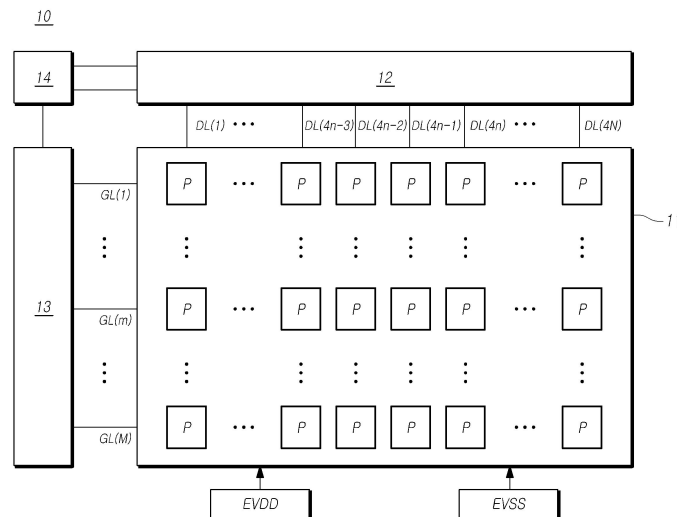 10
14
12
DL(1) ••• DL(4n-3) DL(4n-2) DL(4n-1) DL(4n) ••• DL(4N)
GL(1) P ••• P P P P ••• P
1
13
GL(m) P ••• P P P P ••• P
GL(M) P ••• P P P P ••• P
EVDD EVSS